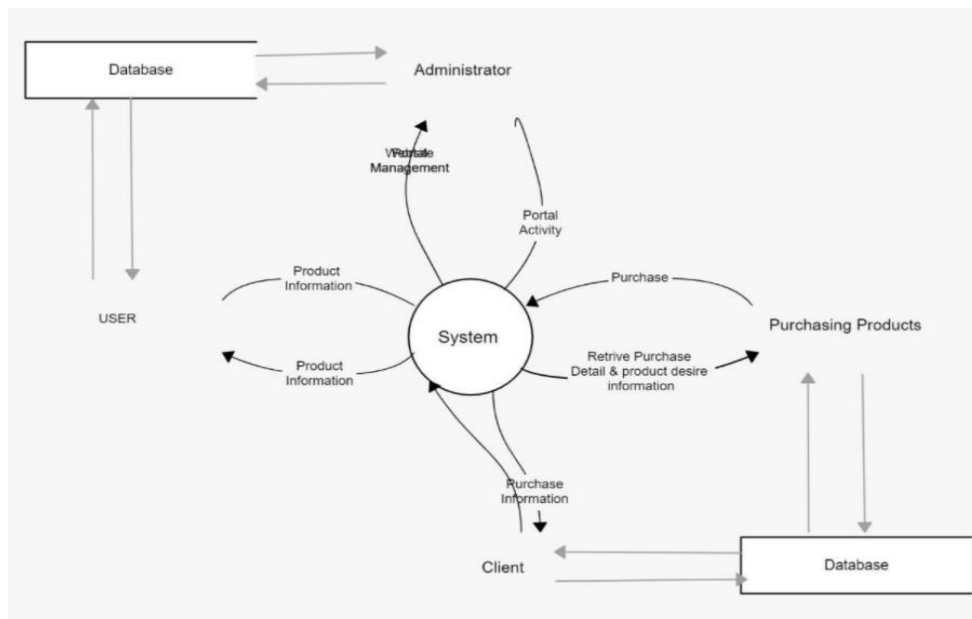 Database
Administrator
Management
Portal
Activity
Product
Information
Purchase
USER
System
Purchasing Products
Product
Information
Retrive Purchase
Detail & product desire
information
Purchase
Information
Client
Database